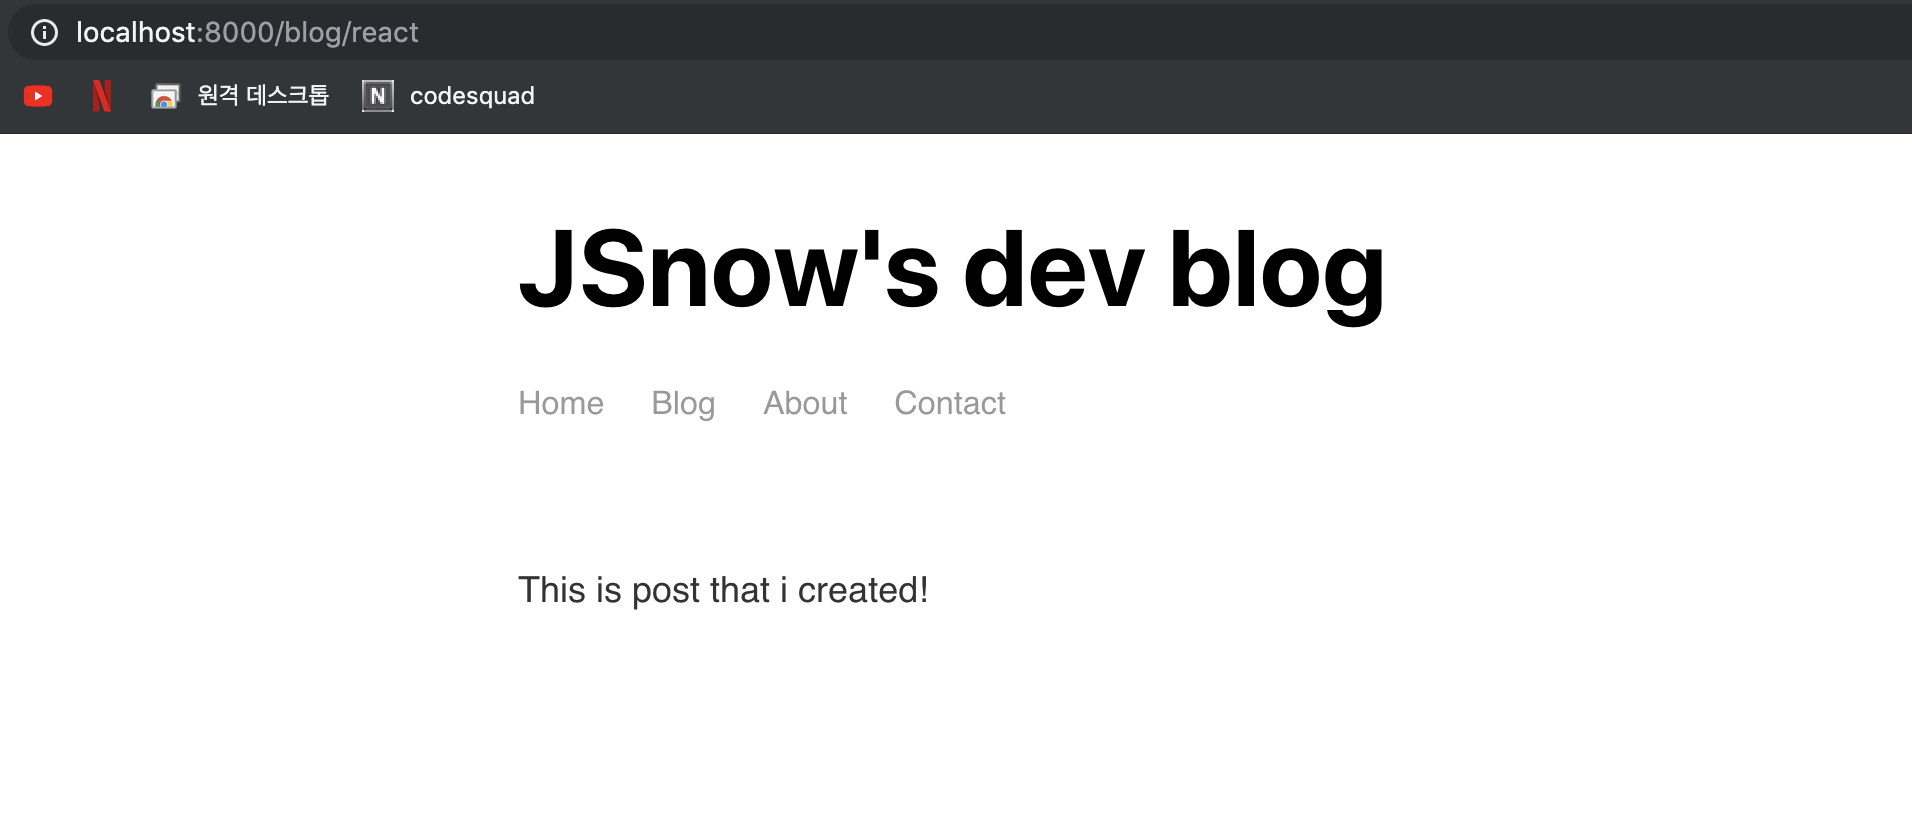 localhost:8000/blog/react
N 원격 데스크톱 N codesquad
JSnow's dev blog
Home Blog About Contact
This is post that i created!